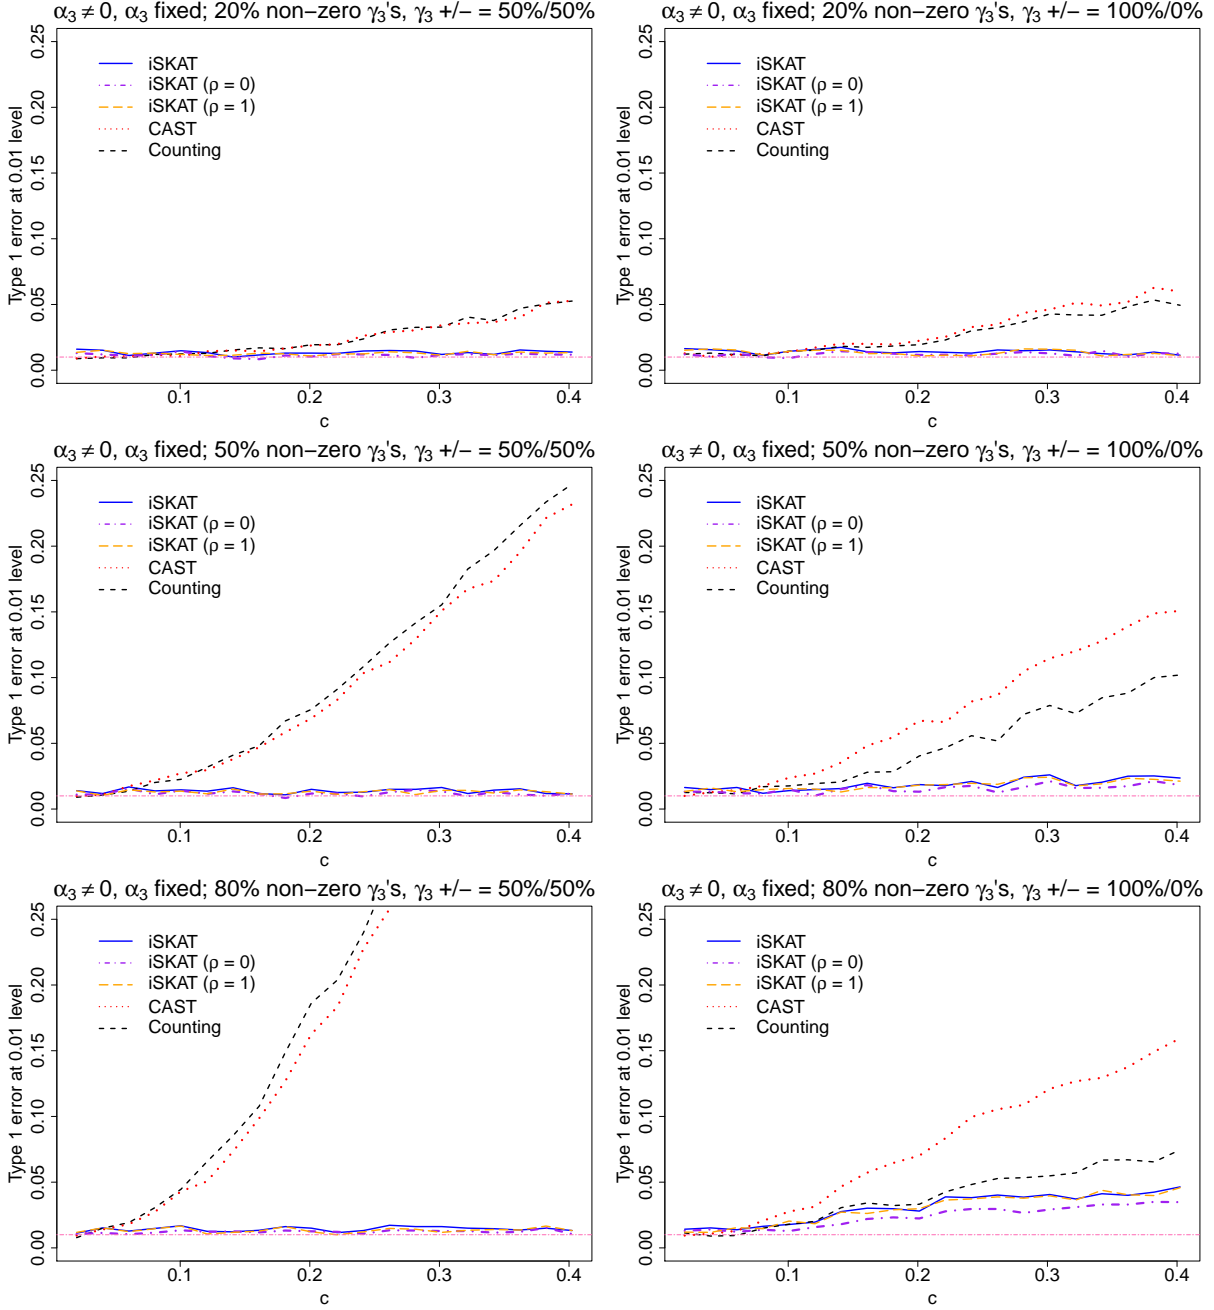 α3 ≠ 0, α3 fixed; 20% non−zero γ3's, γ3 +/− = 50%/50%
Type 1 error at 0.01 level
0.25
0.20
0.15
0.10
0.05
0.00
iSKAT
iSKAT (ρ = 0)
iSKAT (ρ = 1)
CAST
Counting
0.1 0.2 0.3 0.4
c
α3 ≠ 0, α3 fixed; 20% non−zero γ3's, γ3 +/− = 100%/0%
Type 1 error at 0.01 level
0.25
0.20
0.15
0.10
0.05
0.00
iSKAT
iSKAT (ρ = 0)
iSKAT (ρ = 1)
CAST
Counting
0.1 0.2 0.3 0.4
c
α3 ≠ 0, α3 fixed; 50% non−zero γ3's, γ3 +/− = 50%/50%
Type 1 error at 0.01 level
0.25
0.20
0.15
0.10
0.05
0.00
iSKAT
iSKAT (ρ = 0)
iSKAT (ρ = 1)
CAST
Counting
0.1 0.2 0.3 0.4
c
α3 ≠ 0, α3 fixed; 50% non−zero γ3's, γ3 +/− = 100%/0%
Type 1 error at 0.01 level
0.25
0.20
0.15
0.10
0.05
0.00
iSKAT
iSKAT (ρ = 0)
iSKAT (ρ = 1)
CAST
Counting
0.1 0.2 0.3 0.4
c
α3 ≠ 0, α3 fixed; 80% non−zero γ3's, γ3 +/− = 50%/50%
Type 1 error at 0.01 level
0.25
0.20
0.15
0.10
0.05
0.00
iSKAT
iSKAT (ρ = 0)
iSKAT (ρ = 1)
CAST
Counting
0.1 0.2 0.3 0.4
c
α3 ≠ 0, α3 fixed; 80% non−zero γ3's, γ3 +/− = 100%/0%
Type 1 error at 0.01 level
0.25
0.20
0.15
0.10
0.05
0.00
iSKAT
iSKAT (ρ = 0)
iSKAT (ρ = 1)
CAST
Counting
0.1 0.2 0.3 0.4
c